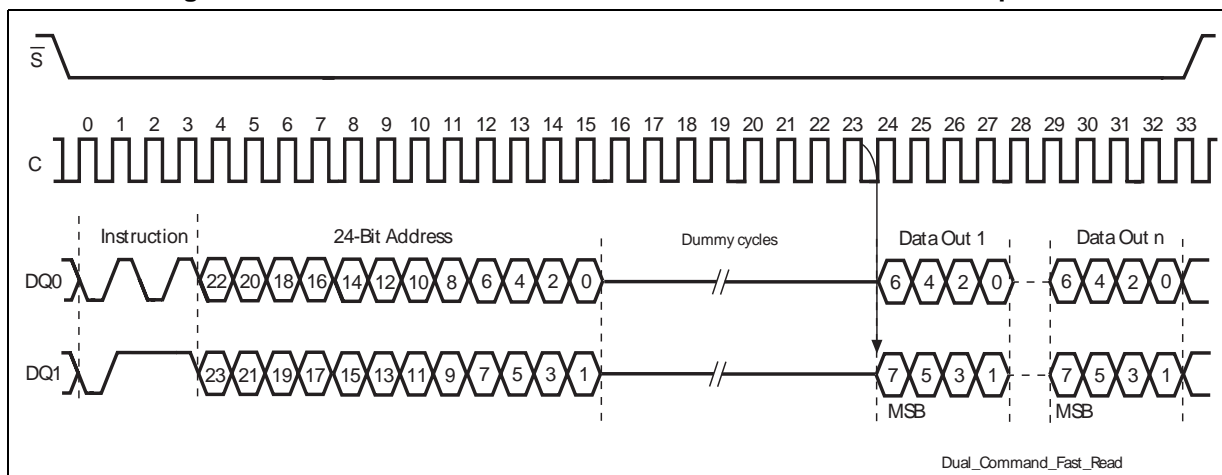 S
0 1 2 3 4 5 6 7 8 9 10 11 12 13 14 15 16 17 18 19 20 21 22 23 24 25 26 27 28 29 30 31 32 33
C
Instruction 24-Bit Address Dummy cycles Data Out 1 Data Out n
DQ0 22 20 18 16 14 12 10 8 6 4 2 0 6 4 2 0 6 4 2 0
DQ1 23 21 19 17 15 13 11 9 7 5 3 1 7 5 3 1 7 5 3 1
MSB MSB
Dual_Command_Fast_Read